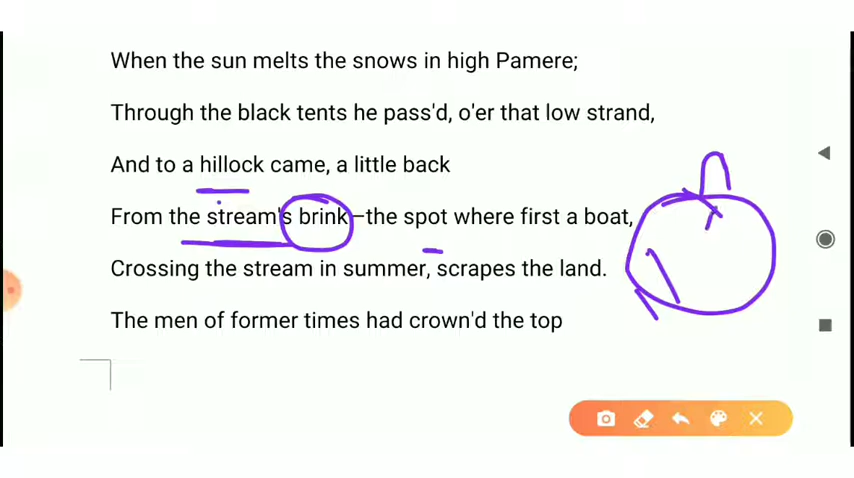 When the sun melts the snows in high Pamere;
Through the black tents he pass'd, o'er that low strand,
And to a hillock came, a little back
From the stream's brink—the spot where first a boat,
Crossing the stream in summer, scrapes the land.
The men of former times had crown'd the top